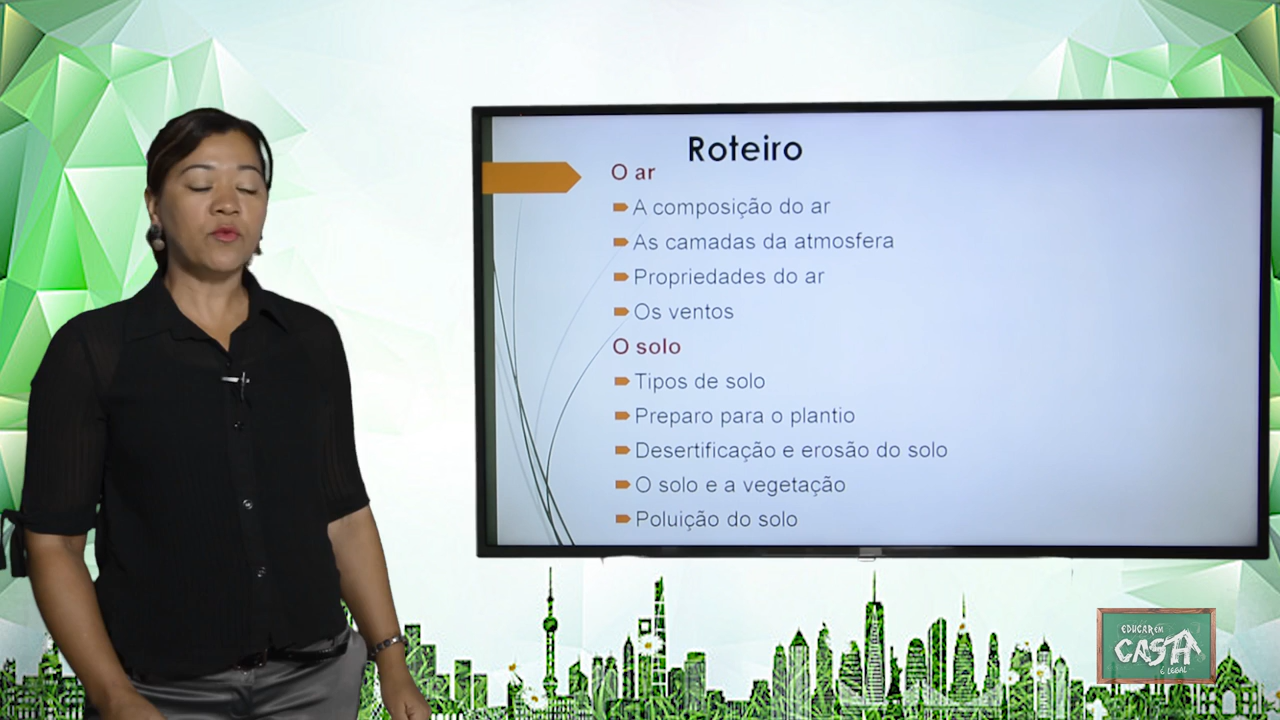 Roteiro
O ar
A composição do ar
As camadas da atmosfera
Propriedades do ar
Os ventos
O solo
Tipos de solo
Preparo para o plantio
Desertificação e erosão do solo
O solo e a vegetação
Poluição do solo
EDUCAR EM
CASA
É LEGAL